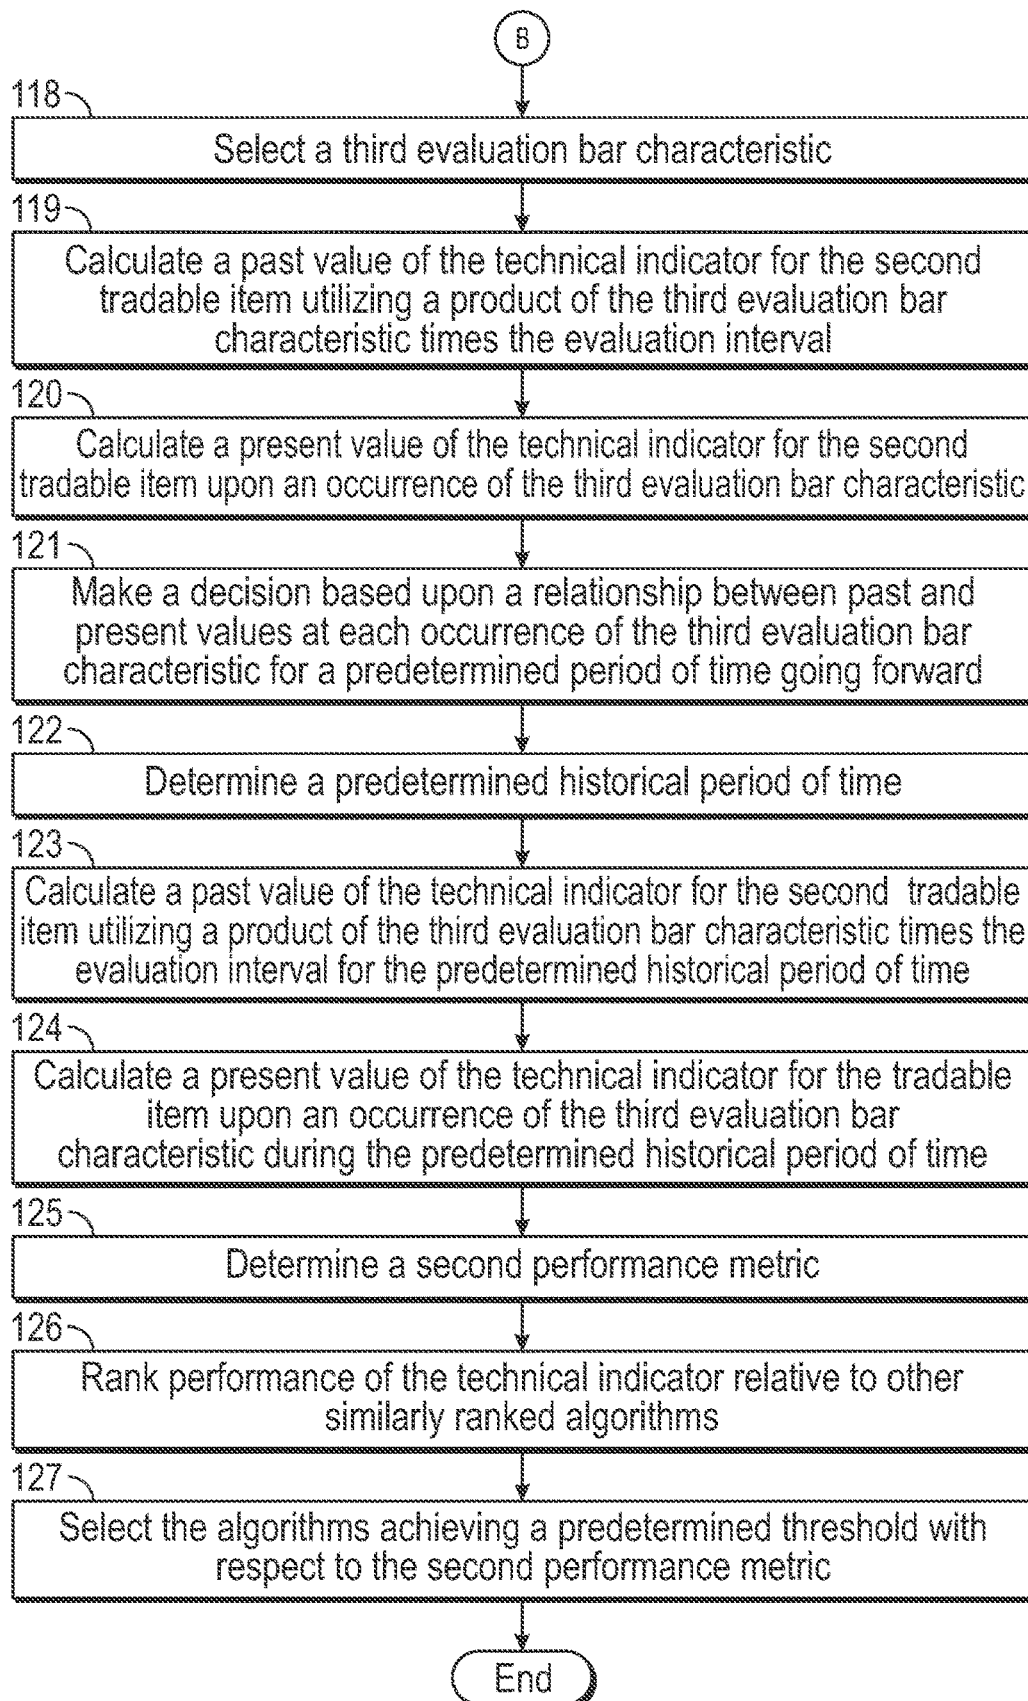 B
118
Select a third evaluation bar characteristic
119
Calculate a past value of the technical indicator for the second
tradable item utilizing a product of the third evaluation bar
characteristic times the evaluation interval
120
Calculate a present value of the technical indicator for the second
tradable item upon an occurrence of the third evaluation bar characteristic
121
Make a decision based upon a relationship between past and
present values at each occurrence of the third evaluation bar
characteristic for a predetermined period of time going forward
122
Determine a predetermined historical period of time
123
Calculate a past value of the technical indicator for the second tradable
item utilizing a product of the third evaluation bar characteristic times the
evaluation interval for the predetermined historical period of time
124
Calculate a present value of the technical indicator for the tradable
item upon an occurrence of the third evaluation bar
characteristic during the predetermined historical period of time
125
Determine a second performance metric
126
Rank performance of the technical indicator relative to other
similarly ranked algorithms
127
Select the algorithms achieving a predetermined threshold with
respect to the second performance metric
End